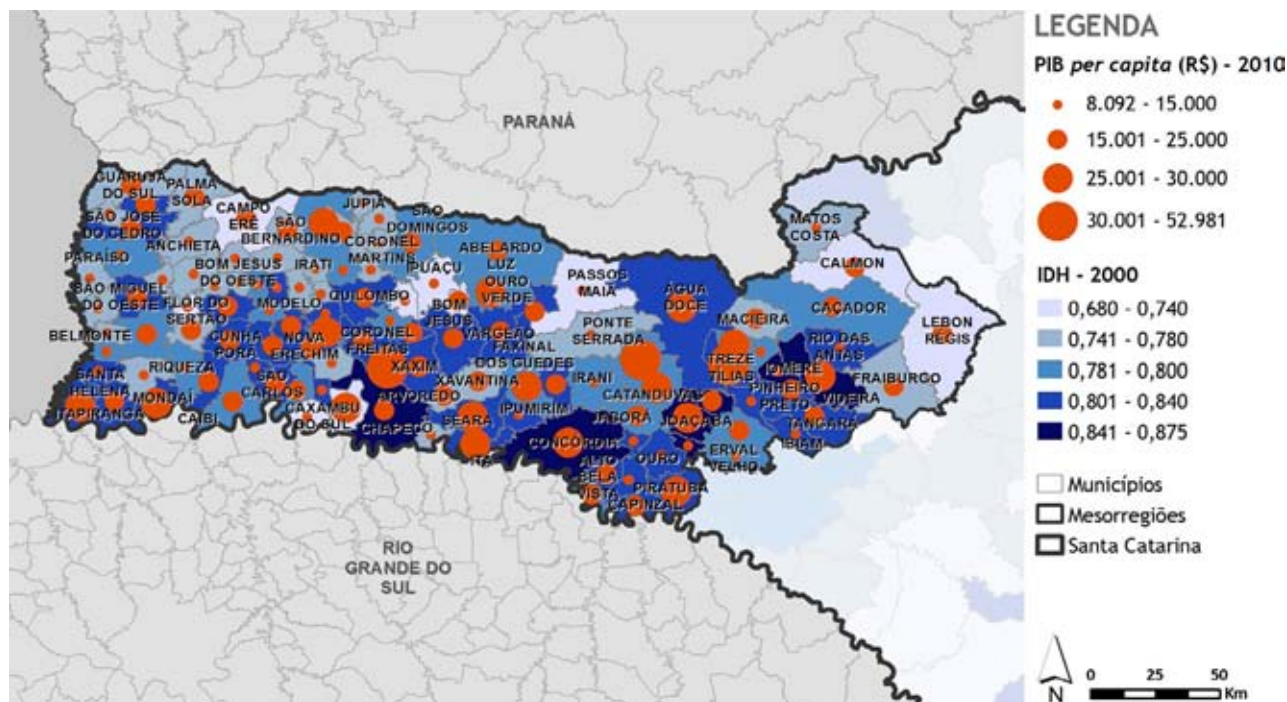 LEGENDA
PIB per capita (R$) - 2010
8.092 - 15.000
15.001 - 25.000
25.001 - 30.000
30.001 - 52.981
IDH - 2000
0,680 - 0,740
0,741 - 0,780
0,781 - 0,800
0,801 - 0,840
0,841 - 0,875
Municípios
Mesorregiões
Santa Catarina
N
0 25 50
Km
PARANÁ
RIO
GRANDE DO
SUL
GUARUJÁ
DO SUL
PALMA
SOLA
SÃO JOSÉ
DO CEDRO
CAMPO
ERÊ
SÃO
BERNARDINO
JUPIÁ
SÃO
DOMINGOS
CORONEL
MARTINS
ANCHIETA
PARAÍSO
BOM JESUS
DO OESTE
IRATI
IPUAÇU
ABELARDO
LUZ
OURO
VERDE
PASSOS
MAIA
ÁGUA
DOCE
MATOS
COSTA
CALMON
CAÇADOR
LEBON
RÉGIS
SÃO MIGUEL
DO OESTE
FLOR DO
SERTÃO
MODELO
QUILOMBO
BOM
JESUS
VARGEÃO
FAXINAL
DOS GUEDES
PONTE
SERRADA
MACIEIRA
RIO DAS
ANTAS
BELMONTE
CUNHA
PORÃ
NOVA
ERECHIM
CORONEL
FREITAS
XAXIM
XAVANTINA
IRANI
CATANDUVAS
TREZE
TÍLIAS
IOMERÊ
PINHEIRO
PRETO
VIDEIRA
FRAIBURGO
SANTA
HELENA
RIQUEZA
SÃO
CARLOS
CAXAMBU
DO SUL
ARVOREDO
CHAPECÓ
SEARA
IPUMIRIM
JABORÁ
JOAÇABA
TANGARÁ
IBIAM
ITAPIRANGA
MONDAÍ
CAIBI
ITÁ
CONCÓRDIA
OURO
ERVAL
VELHO
ALTO
BELA
VISTA
PIRATUBA
CAPINZAL